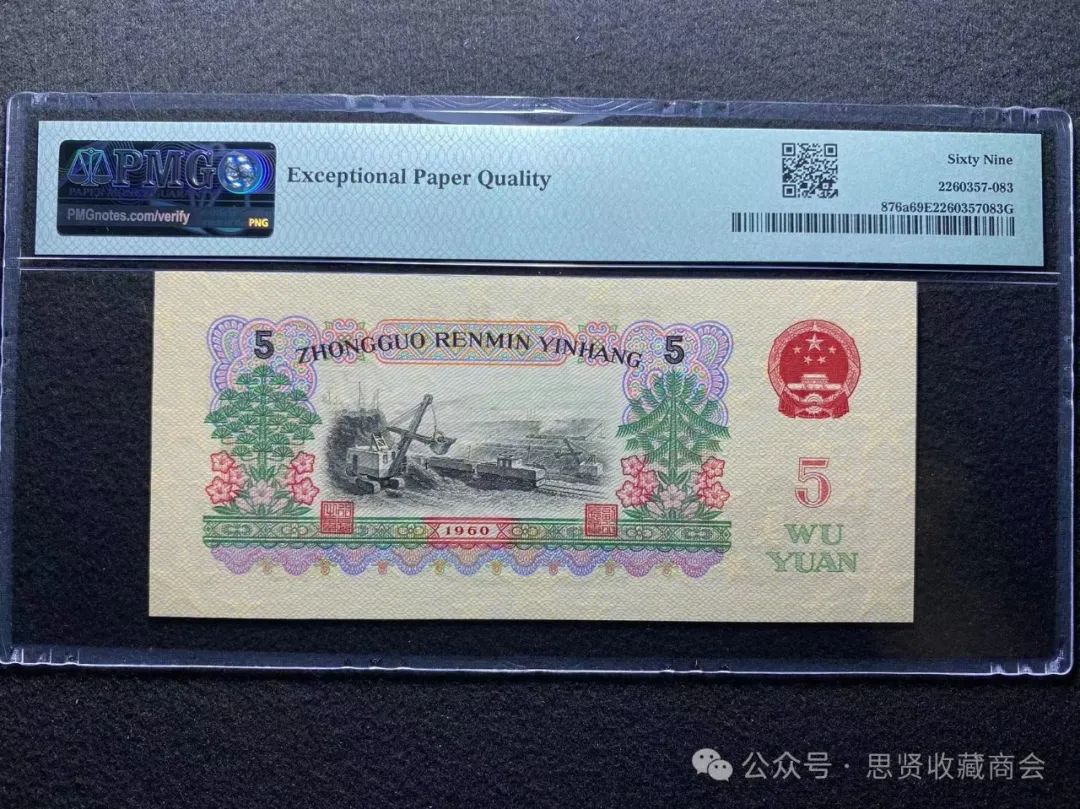 PMG
PMGnotes.com/verify
PNG
Exceptional Paper Quality
Sixty Nine
2260357-083
876a69E2260357083G
5
ZHONGGUO RENMIN YINHANG
5
1960
5
WU
YUAN
公众号 · 思贤收藏商会